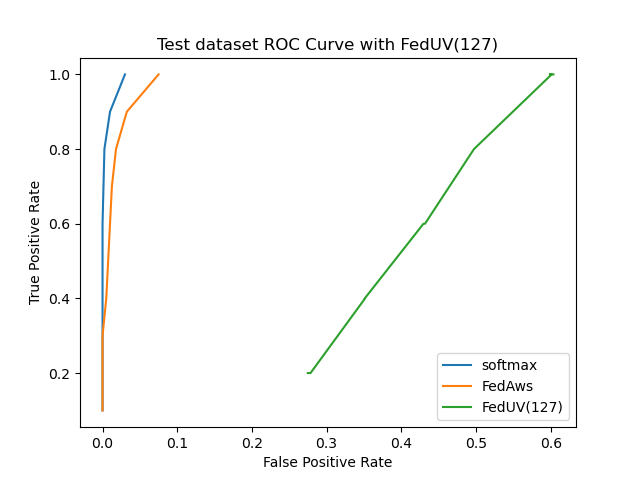 Test dataset ROC Curve with FedUV(127)
True Positive Rate
1.0
0.8
0.6
0.4
0.2
0.0 0.1 0.2 0.3 0.4 0.5 0.6
False Positive Rate
softmax
FedAws
FedUV(127)